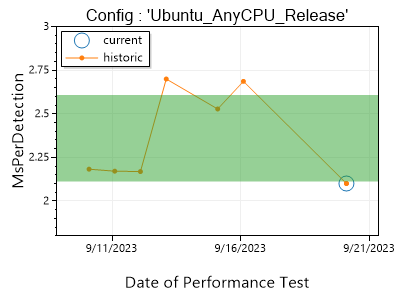 Config : 'Ubuntu_AnyCPU_Release'
current
historic
MsPerDetection
3
2.75
2.5
2.25
2
9/11/2023
9/16/2023
9/21/2023
Date of Performance Test